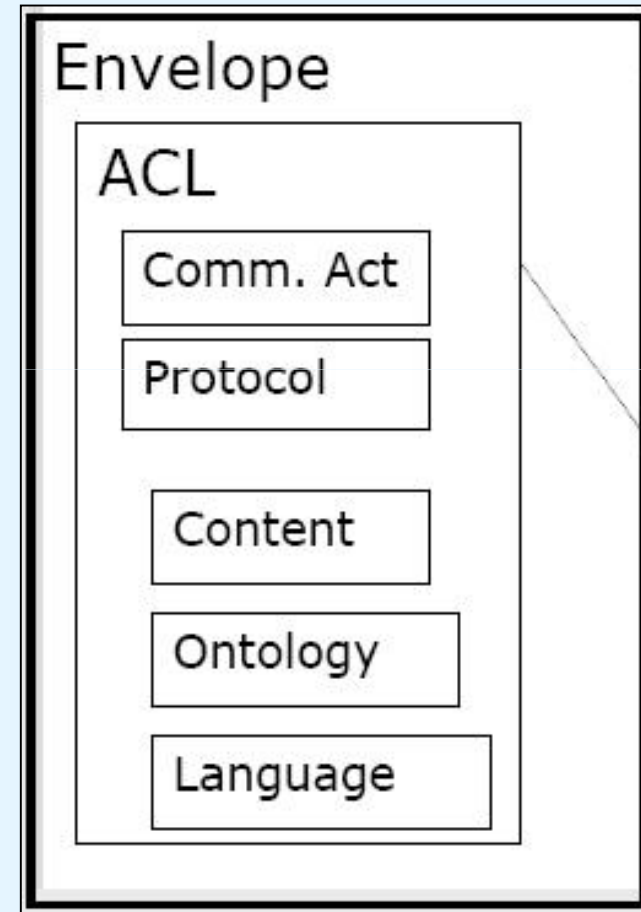 Envelope
ACL
Comm. Act
Protocol
Content
Ontology
Language